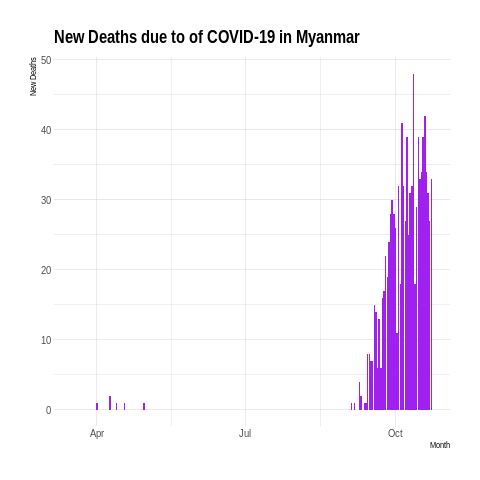 New Deaths due to of COVID-19 in Myanmar
New Deaths
50
40
30
20
10
0
Apr
Jul
Oct
Month